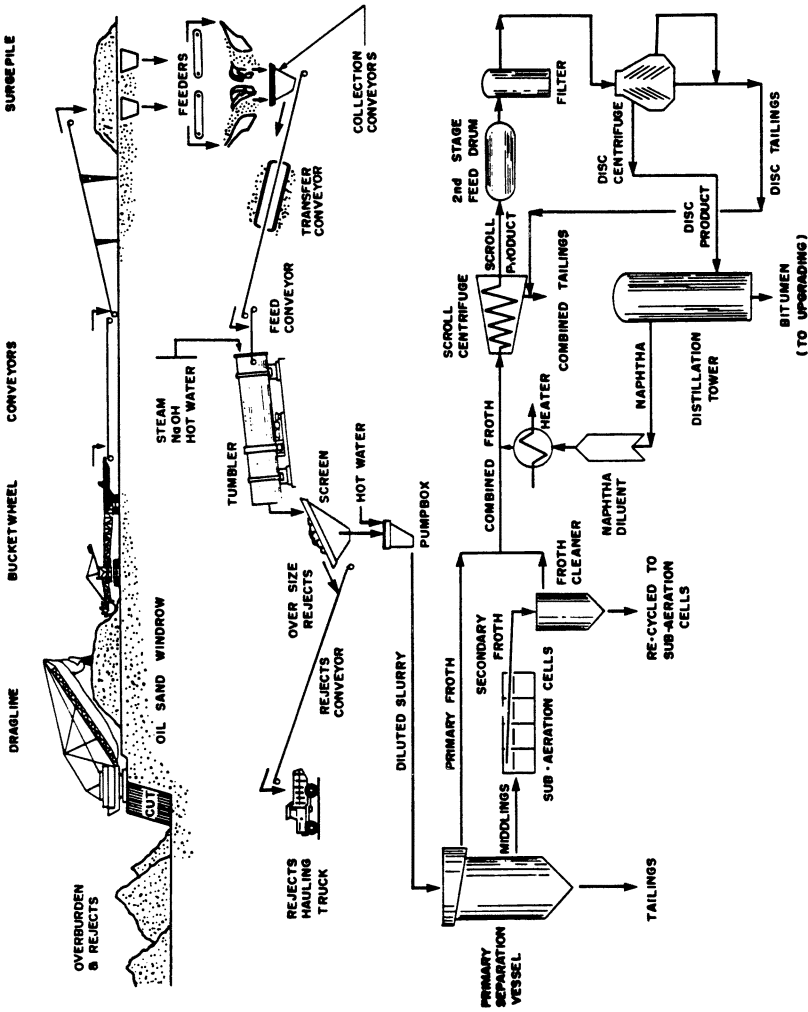 DRAGLINE
BUCKETWHEEL
CONVEYORS
SURGEPILE
OVERBURDEN
& REJECTS
CUT
OIL SAND WINDROW
FEEDERS
STEAM
NaOH
HOT WATER
TUMBLER
FEED
CONVEYOR
TRANSFER
CONVEYOR
COLLECTION
CONVEYORS
SCREEN
HOT WATER
PUMPBOX
OVER SIZE
REJECTS
REJECTS
CONVEYOR
REJECTS
HAULING
TRUCK
DILUTED SLURRY
PRIMARY
SEPARATION
VESSEL
PRIMARY FROTH
MIDDLINGS
TAILINGS
SECONDARY
FROTH
SUB-AERATION CELLS
FROTH
CLEANER
RE-CYCLED TO
SUB-AERATION
CELLS
COMBINED FROTH
HEATER
NAPHTHA
DILUENT
NAPHTHA
SCROLL
CENTRIFUGE
SCROLL
PRODUCT
COMBINED TAILINGS
2nd STAGE
FEED DRUM
FILTER
DISC
CENTRIFUGE
DISC TAILINGS
DISC
PRODUCT
DISTILLATION
TOWER
BITUMEN
(TO UPGRADING)